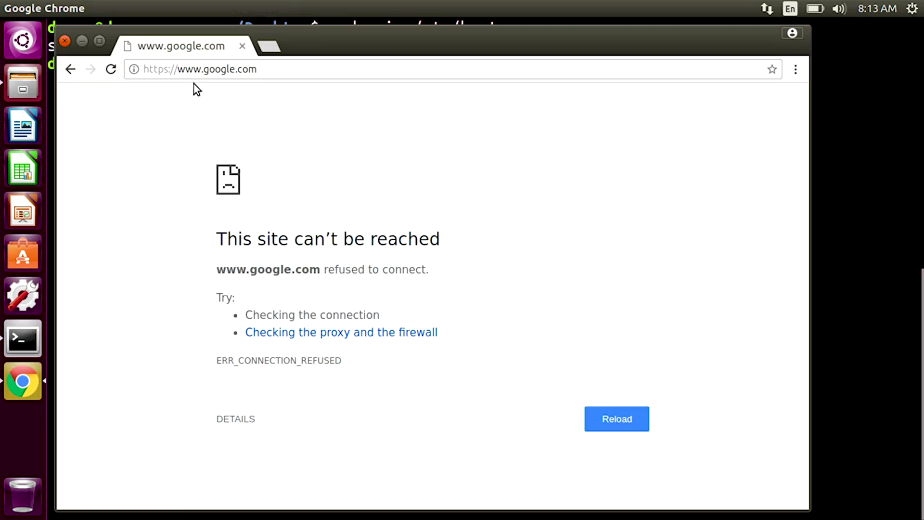 Google Chrome
En
8:13 AM
www.google.com
https://www.google.com
This site can't be reached
www.google.com refused to connect.
Try:
• Checking the connection
• Checking the proxy and the firewall
ERR_CONNECTION_REFUSED
DETAILS
Reload